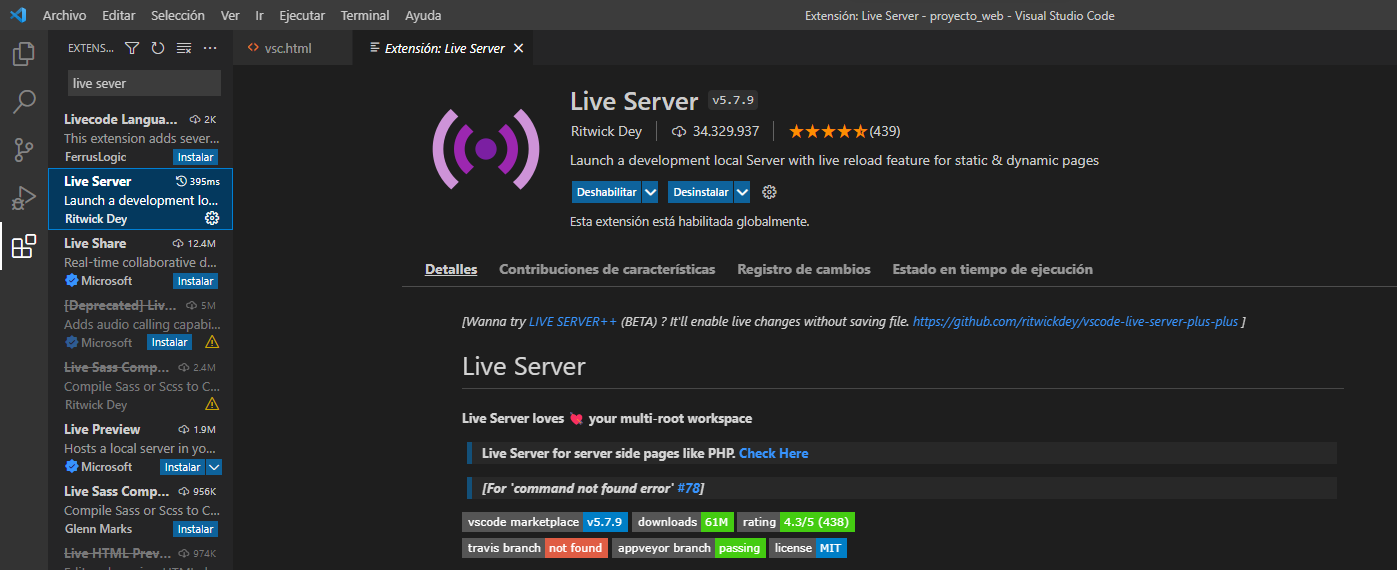 Archivo Editar Selección Ver Ir Ejecutar Terminal Ayuda Extensión: Live Server - proyecto_web - Visual Studio Code
EXTENS... ···
vsc.html Extensión: Live Server
live sever
Livecode Langua... 2K
This extension adds sever...
FerrusLogic Instalar
Live Server 395ms
Launch a development lo...
Ritwick Dey
Live Share 12.4M
Real-time collaborative d...
Microsoft Instalar
[Deprecated] Liv... 5M
Adds audio calling capabi...
Microsoft Instalar
Live Sass Comp... 2.4M
Compile Sass or Scss to C...
Ritwick Dey
Live Preview 1.9M
Hosts a local server in yo...
Microsoft Instalar
Live Sass Comp... 956K
Compile Sass or Scss to C...
Glenn Marks Instalar
Live HTML Prev... 974K
Live Server v5.7.9
Ritwick Dey 34.329.937 (439)
Launch a development local Server with live reload feature for static & dynamic pages
Deshabilitar Desinstalar
Esta extensión está habilitada globalmente.
Detalles Contribuciones de características Registro de cambios Estado en tiempo de ejecución
[Wanna try LIVE SERVER++ (BETA) ? It'll enable live changes without saving file. https://github.com/ritwickdey/vscode-live-server-plus-plus ]
Live Server
Live Server loves 💘 your multi-root workspace
Live Server for server side pages like PHP. Check Here
[For 'command not found error' #78]
vscode marketplace v5.7.9 downloads 61M rating 4.3/5 (438)
travis branch not found appveyor branch passing license MIT